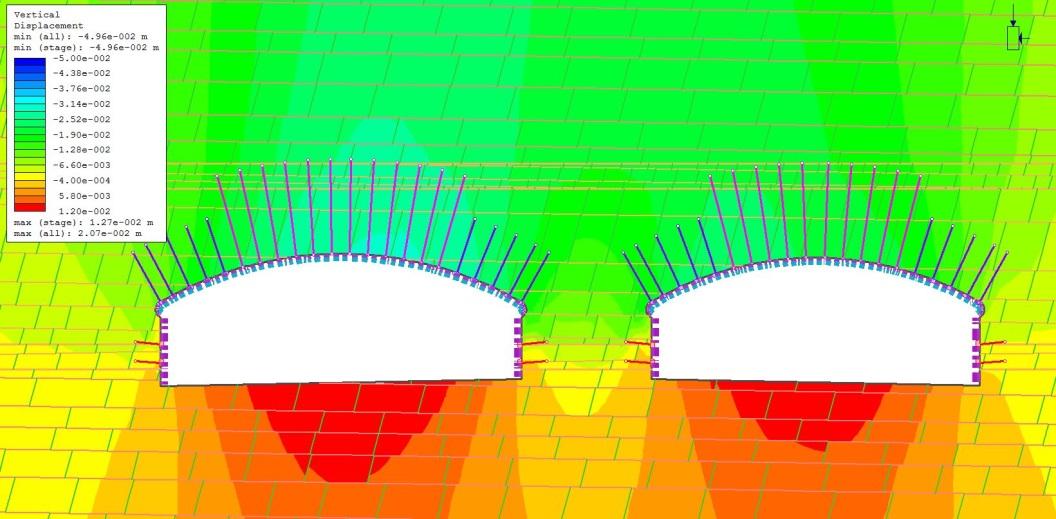 Vertical
Displacement
min (all): -4.96e-002 m
min (stage): -4.96e-002 m
-5.00e-002
-4.38e-002
-3.76e-002
-3.14e-002
-2.52e-002
-1.90e-002
-1.28e-002
-6.60e-003
-4.00e-004
5.80e-003
1.20e-002
max (stage): 1.27e-002 m
max (all): 2.07e-002 m